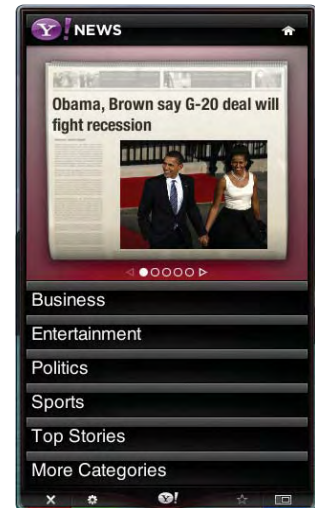 Y! NEWS
Obama, Brown say G-20 deal will
fight recession
Business
Entertainment
Politics
Sports
Top Stories
More Categories
Y!